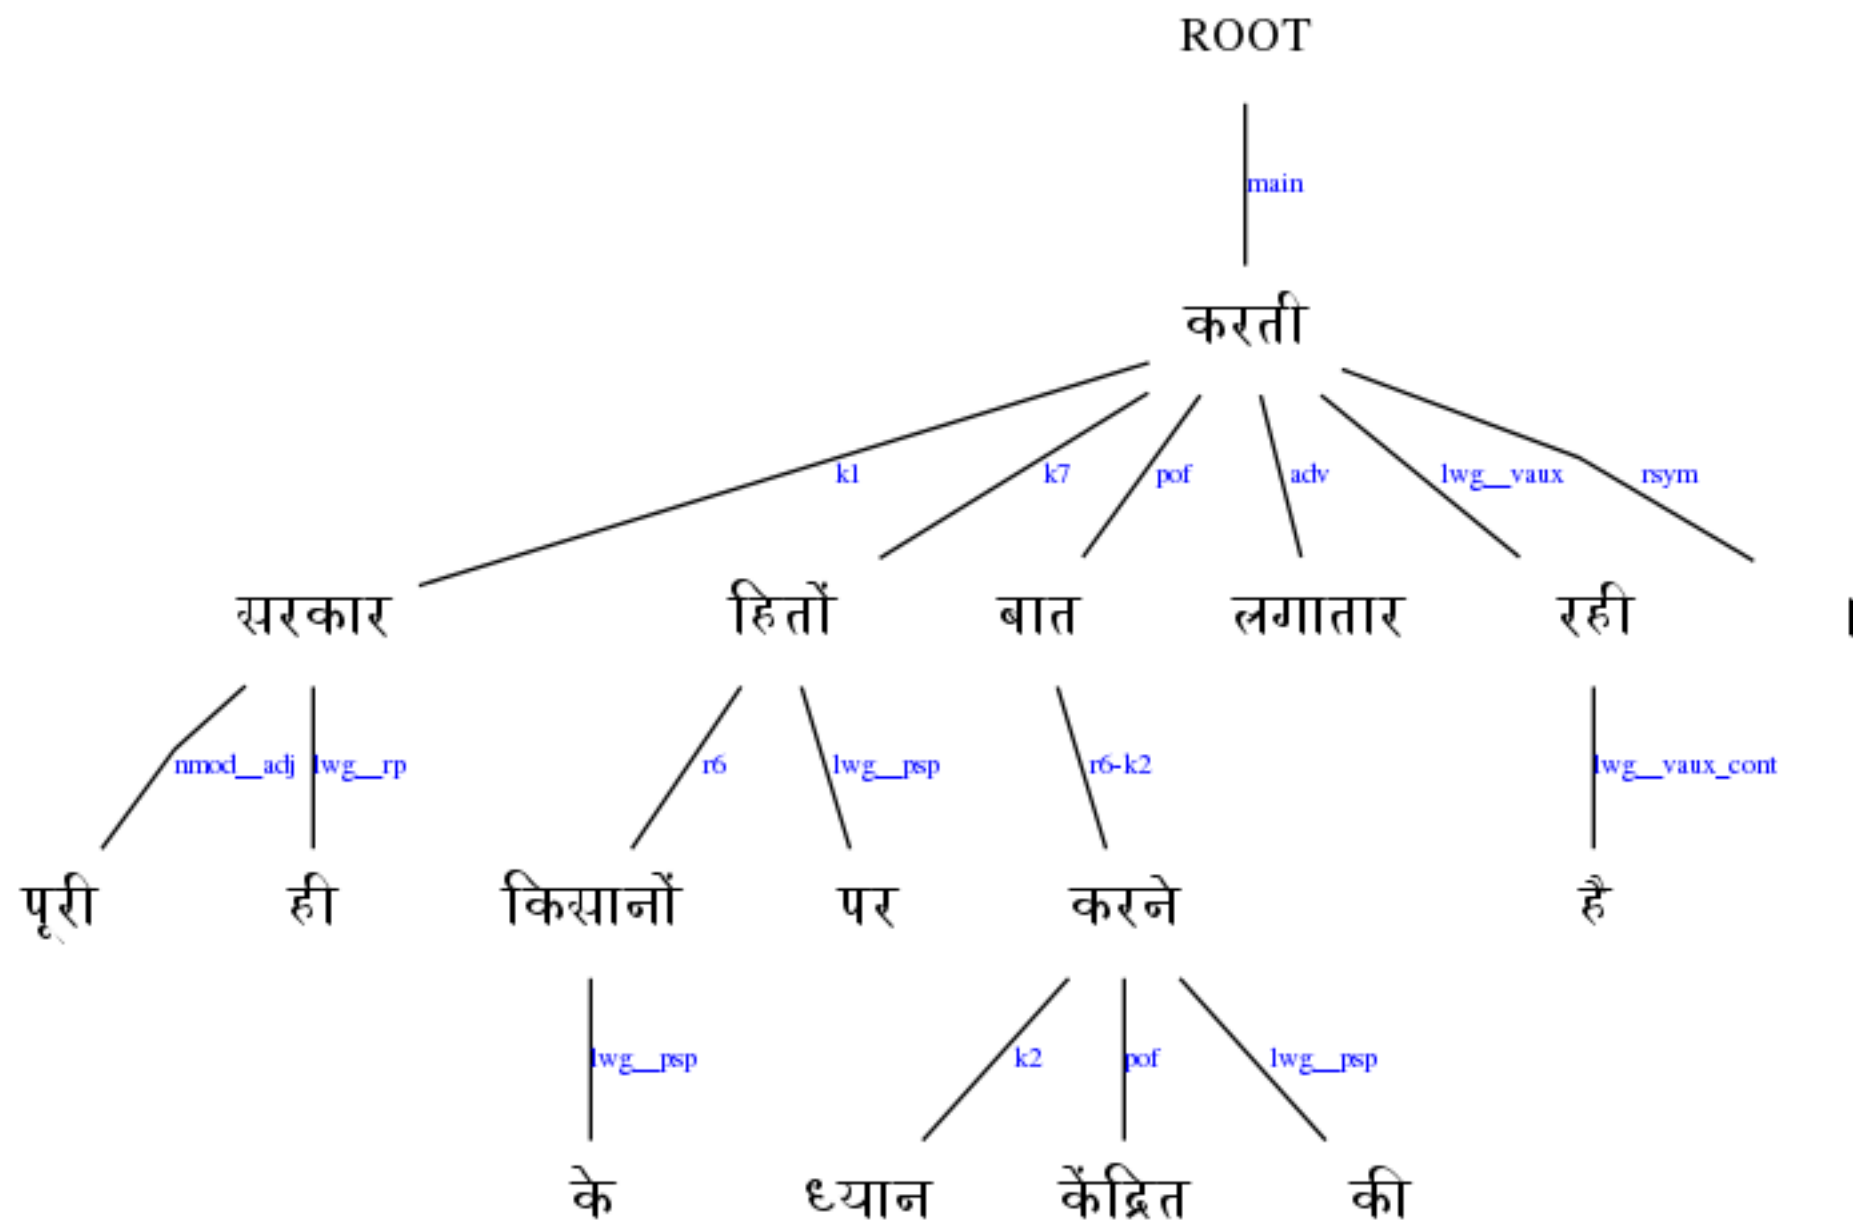 ROOT
main
करती
k1 k7 pof adv lwg__vaux rsym
सरकार हितों बात लगातार रही ।
nmod__adj lwg__rp r6 lwg__psp r6-k2 lwg__vaux_cont
पूरी ही किसानों पर करने है
lwg__psp k2 pof lwg__psp
के ध्यान केंद्रित की